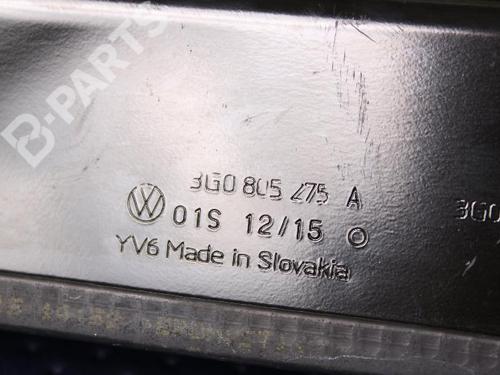 B-PARTS
3G0 805 275 A
01S 12/15
YV6 Made in Slovakia
3G0